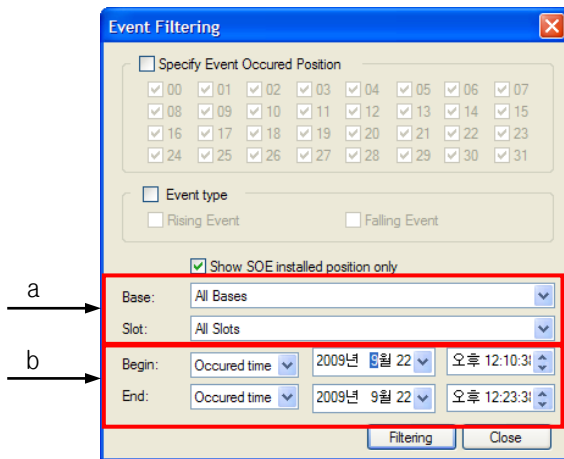 Event Filtering
Specify Event Occured Position
00 01 02 03 04 05 06 07
08 09 10 11 12 13 14 15
16 17 18 19 20 21 22 23
24 25 26 27 28 29 30 31
Event type
Rising Event Falling Event
Show SOE installed position only
a
Base: All Bases
Slot: All Slots
b
Begin: Occured time 2009년 9월 22 오후 12:10:38
End: Occured time 2009년 9월 22 오후 12:23:38
Filtering Close